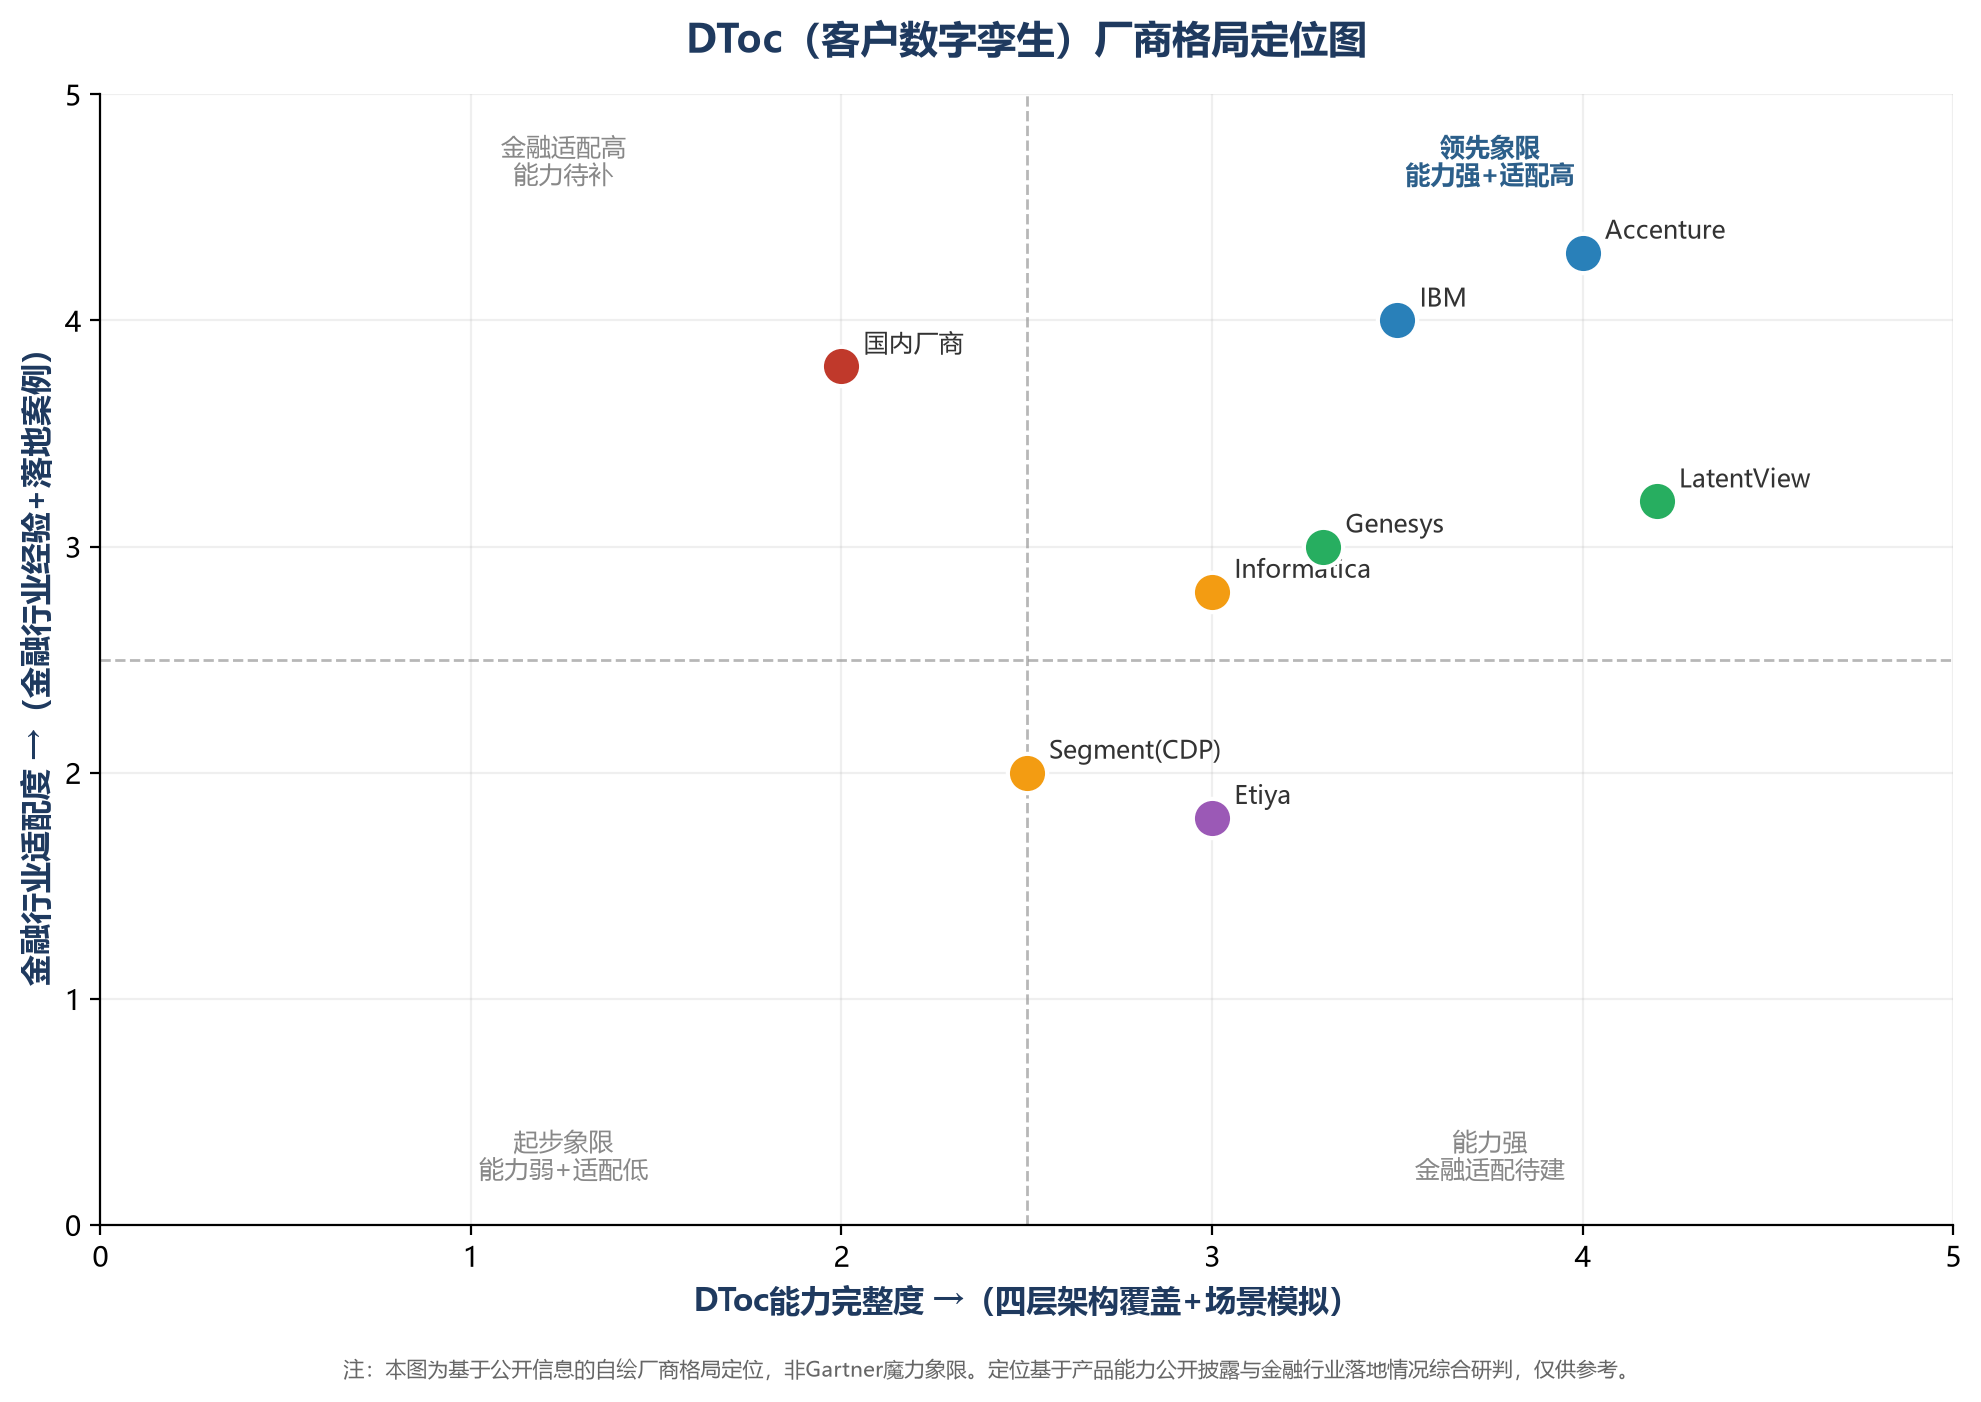 DToc（客户数字孪生）厂商格局定位图
5
金融适配高
能力待补
领先象限
能力强+适配高
Accenture
IBM
4
国内厂商
LatentView
Genesys
3
Informatica
金融行业适配度 →（金融行业经验+落地案例）
Segment(CDP)
2
Etiya
1
起步象限
能力弱+适配低
能力强
金融适配待建
0
0 1 2 3 4 5
DToc能力完整度 →（四层架构覆盖+场景模拟）
注：本图为基于公开信息的自绘厂商格局定位，非Gartner魔力象限。定位基于产品能力公开披露与金融行业落地情况综合研判，仅供参考。